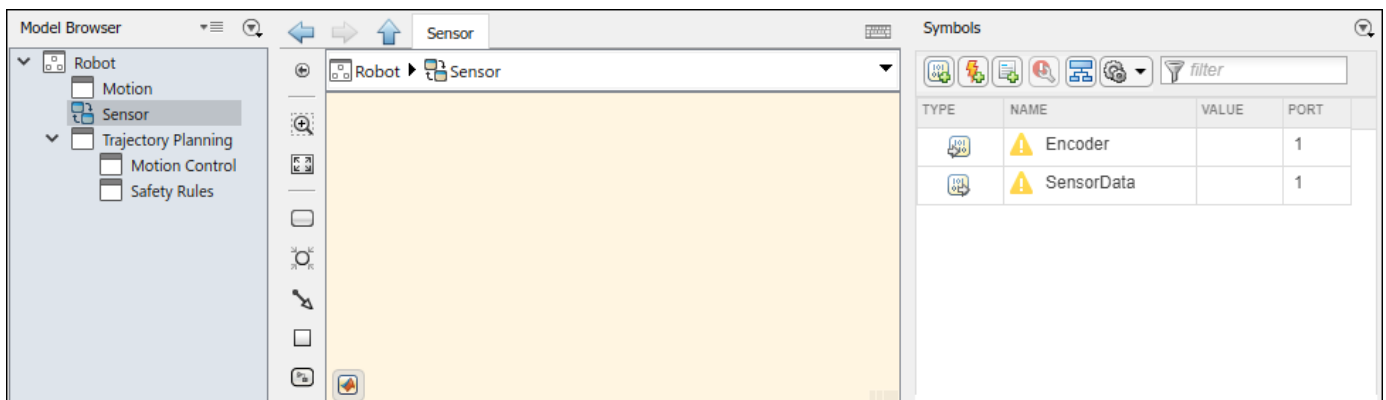 Model Browser
Robot
Motion
Sensor
Trajectory Planning
Motion Control
Safety Rules
Sensor
Robot Sensor
Symbols
filter
TYPE NAME VALUE PORT
Encoder 1
SensorData 1